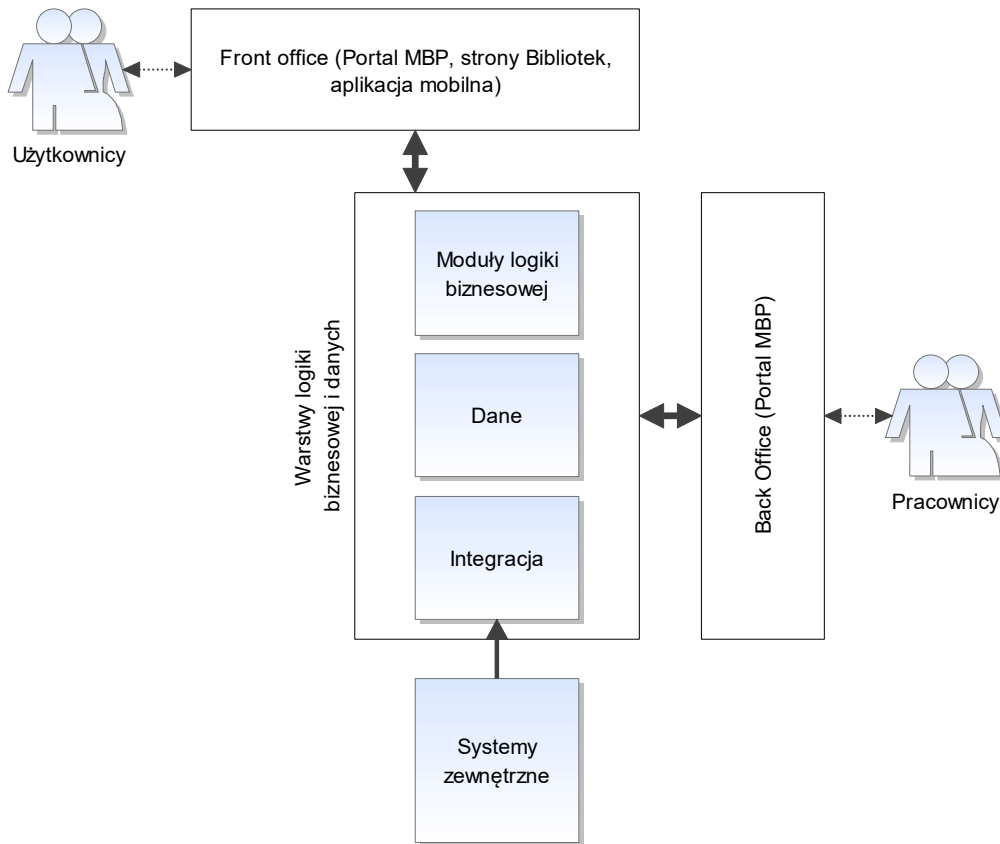 Front office (Portal MBP, strony Bibliotek,
aplikacja mobilna)
Użytkownicy
Moduły logiki
biznesowej
Warstwy logiki
biznesowej i danych
Dane
Integracja
Back Office (Portal MBP)
Pracownicy
Systemy
zewnętrzne